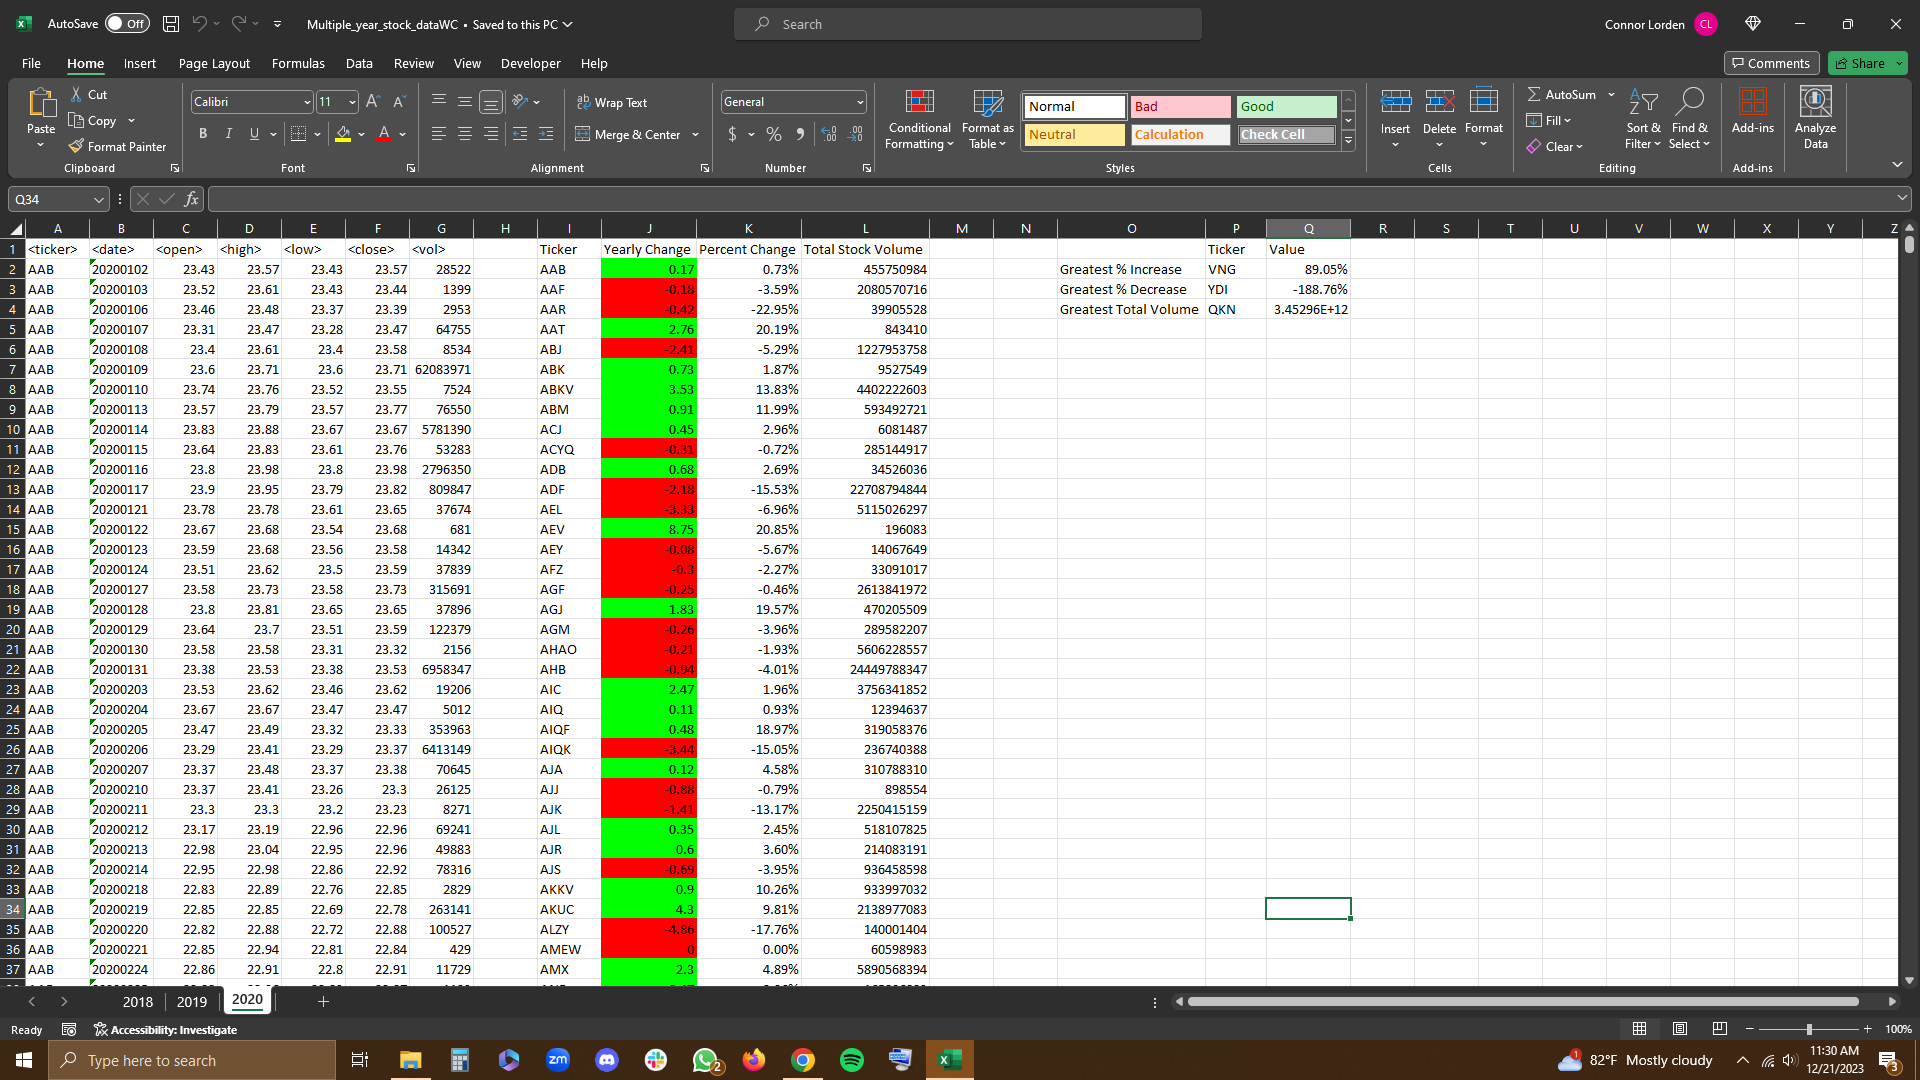 AutoSave Off Multiple_year_stock_dataWC • Saved to this PC Search Connor Lorden CL
File Home Insert Page Layout Formulas Data Review View Developer Help Comments Share
Paste Cut Copy Format Painter Clipboard
Calibri 11 B I U Font
Wrap Text Merge & Center Alignment
General $ % Number
Conditional Formatting Format as Table Normal Bad Good Neutral Calculation Check Cell Styles
Insert Delete Format Cells
AutoSum Fill Clear Sort & Filter Find & Select Editing
Add-ins Add-ins Analyze Data
Q34 fx
A B C D E F G H I J K L M N O P Q R S T U V W X Y Z
1 <ticker> <date> <open> <high> <low> <close> <vol> Ticker Yearly Change Percent Change Total Stock Volume Ticker Value
2 AAB 20200102 23.43 23.57 23.43 23.57 28522 AAB 0.17 0.73% 455750984 Greatest % Increase VNG 89.05%
3 AAB 20200103 23.52 23.61 23.43 23.44 1399 AAF -0.18 -3.59% 2080570716 Greatest % Decrease YDI -188.76%
4 AAB 20200106 23.46 23.48 23.37 23.39 2953 AAR -0.42 -22.95% 39905528 Greatest Total Volume QKN 3.45296E+12
5 AAB 20200107 23.31 23.47 23.28 23.47 64755 AAT 2.76 20.19% 843410
6 AAB 20200108 23.4 23.61 23.4 23.58 8534 ABJ -2.41 -5.29% 1227953758
7 AAB 20200109 23.6 23.71 23.6 23.71 62083971 ABK 0.73 1.87% 9527549
8 AAB 20200110 23.74 23.76 23.52 23.55 7524 ABKV 3.53 13.83% 4402222603
9 AAB 20200113 23.57 23.79 23.57 23.77 76550 ABM 0.91 11.99% 593492721
10 AAB 20200114 23.83 23.88 23.67 23.67 5781390 ACJ 0.45 2.96% 6081487
11 AAB 20200115 23.64 23.83 23.61 23.76 53283 ACYQ -0.31 -0.72% 285144917
12 AAB 20200116 23.8 23.98 23.8 23.98 2796350 ADB 0.68 2.69% 34526036
13 AAB 20200117 23.9 23.95 23.79 23.82 809847 ADF -2.18 -15.53% 22708794844
14 AAB 20200121 23.78 23.78 23.61 23.65 37674 AEL -3.33 -6.96% 5115026297
15 AAB 20200122 23.67 23.68 23.54 23.68 681 AEV 8.75 20.85% 196083
16 AAB 20200123 23.59 23.68 23.56 23.58 14342 AEY -0.08 -5.67% 14067649
17 AAB 20200124 23.51 23.62 23.5 23.59 37839 AFZ -0.3 -2.27% 33091017
18 AAB 20200127 23.58 23.73 23.58 23.73 315691 AGF -0.25 -0.46% 2613841972
19 AAB 20200128 23.8 23.81 23.65 23.65 37896 AGJ 1.83 19.57% 470205509
20 AAB 20200129 23.64 23.7 23.51 23.59 122379 AGM -0.26 -3.96% 289582207
21 AAB 20200130 23.58 23.58 23.31 23.32 2156 AHAO -0.21 -1.93% 5606228557
22 AAB 20200131 23.38 23.53 23.38 23.53 6958347 AHB -0.94 -4.01% 24449788347
23 AAB 20200203 23.53 23.62 23.46 23.62 19206 AIC 2.47 1.96% 3756341852
24 AAB 20200204 23.67 23.67 23.47 23.47 5012 AIQ 0.11 0.93% 12394637
25 AAB 20200205 23.47 23.49 23.32 23.33 353963 AIQF 0.48 18.97% 319058376
26 AAB 20200206 23.29 23.41 23.29 23.37 6413149 AIQK -3.44 -15.05% 236740388
27 AAB 20200207 23.37 23.48 23.37 23.38 70645 AJA 0.12 4.58% 310788310
28 AAB 20200210 23.37 23.41 23.26 23.3 26125 AJJ -0.88 -0.79% 898554
29 AAB 20200211 23.3 23.3 23.2 23.23 8271 AJK -1.41 -13.17% 2250415159
30 AAB 20200212 23.17 23.19 22.96 22.96 69241 AJL 0.35 2.45% 518107825
31 AAB 20200213 22.98 23.04 22.95 22.96 49883 AJR 0.6 3.60% 214083191
32 AAB 20200214 22.95 22.98 22.86 22.92 78316 AJS -0.69 -3.95% 936458598
33 AAB 20200218 22.83 22.89 22.76 22.85 2829 AKKV 0.9 10.26% 933997032
34 AAB 20200219 22.85 22.85 22.69 22.78 263141 AKUC 4.3 9.81% 2138977083
35 AAB 20200220 22.82 22.88 22.72 22.88 100527 ALZY -4.86 -17.76% 140001404
36 AAB 20200221 22.85 22.94 22.81 22.84 429 AMEW 0 0.00% 60598983
37 AAB 20200224 22.86 22.91 22.8 22.91 11729 AMX 2.3 4.89% 5890568394
2018 2019 2020
Ready Accessibility: Investigate 100%
Type here to search zm 2 1 82°F Mostly cloudy 11:30 AM 12/21/2023 3